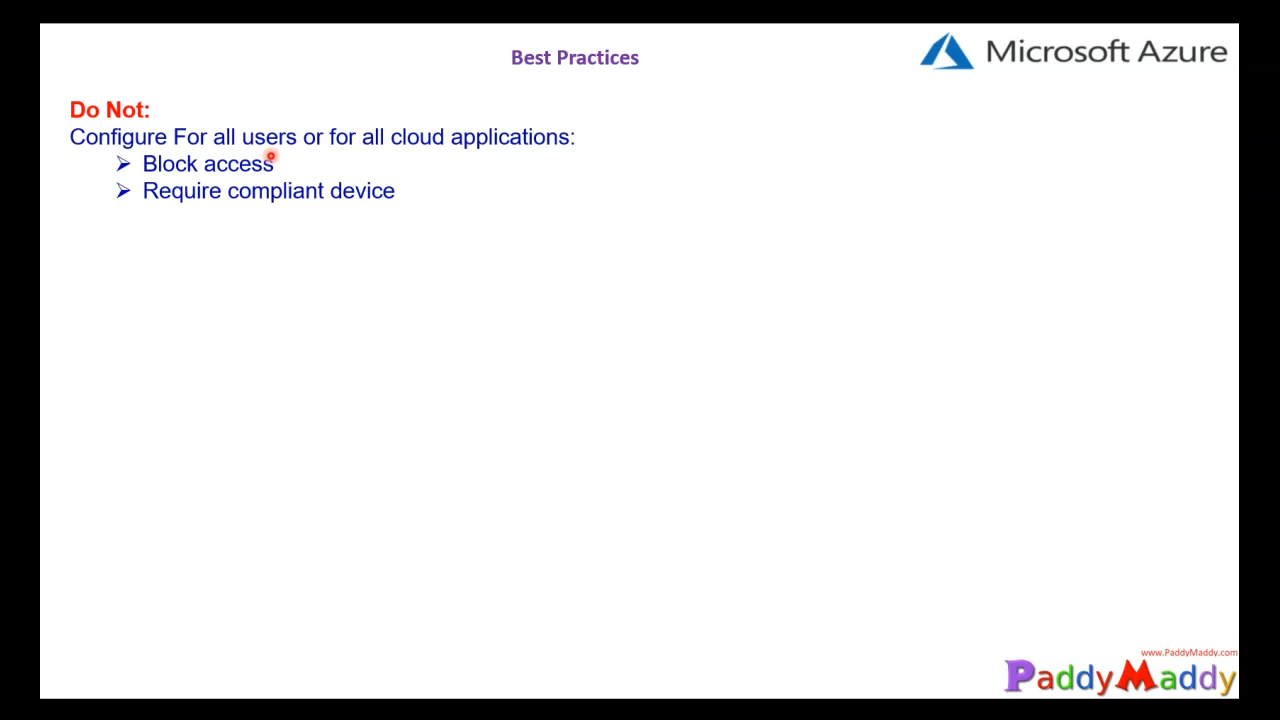 Best Practices
Microsoft Azure
Do Not:
Configure For all users or for all cloud applications:
➢ Block access
➢ Require compliant device
www.PaddyMaddy.com
PaddyMaddy